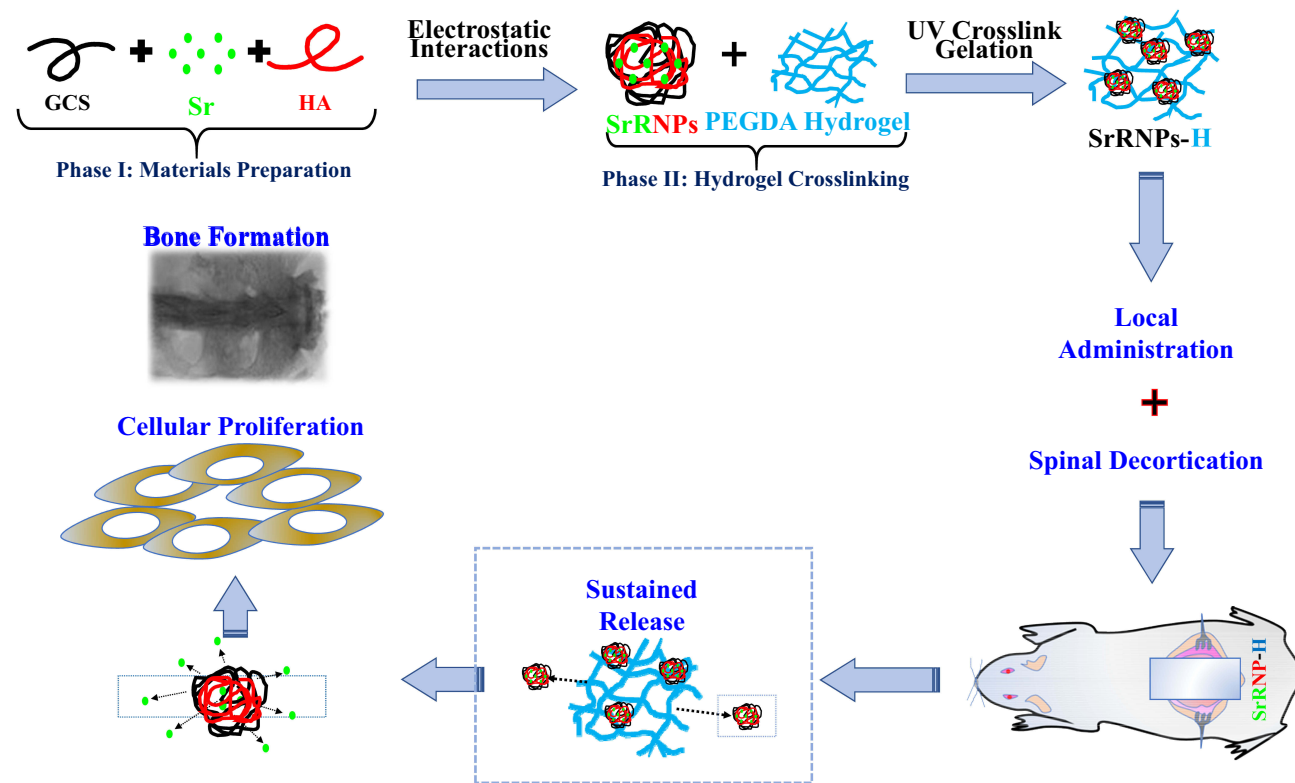 GCS
Sr
HA
Phase I: Materials Preparation
Electrostatic
Interactions
SrRNPs
PEGDA Hydrogel
Phase II: Hydrogel Crosslinking
UV Crosslink
Gelation
SrRNPs-H
Local
Administration
Spinal Decortication
SrRNP-H
Sustained
Release
Cellular Proliferation
Bone Formation